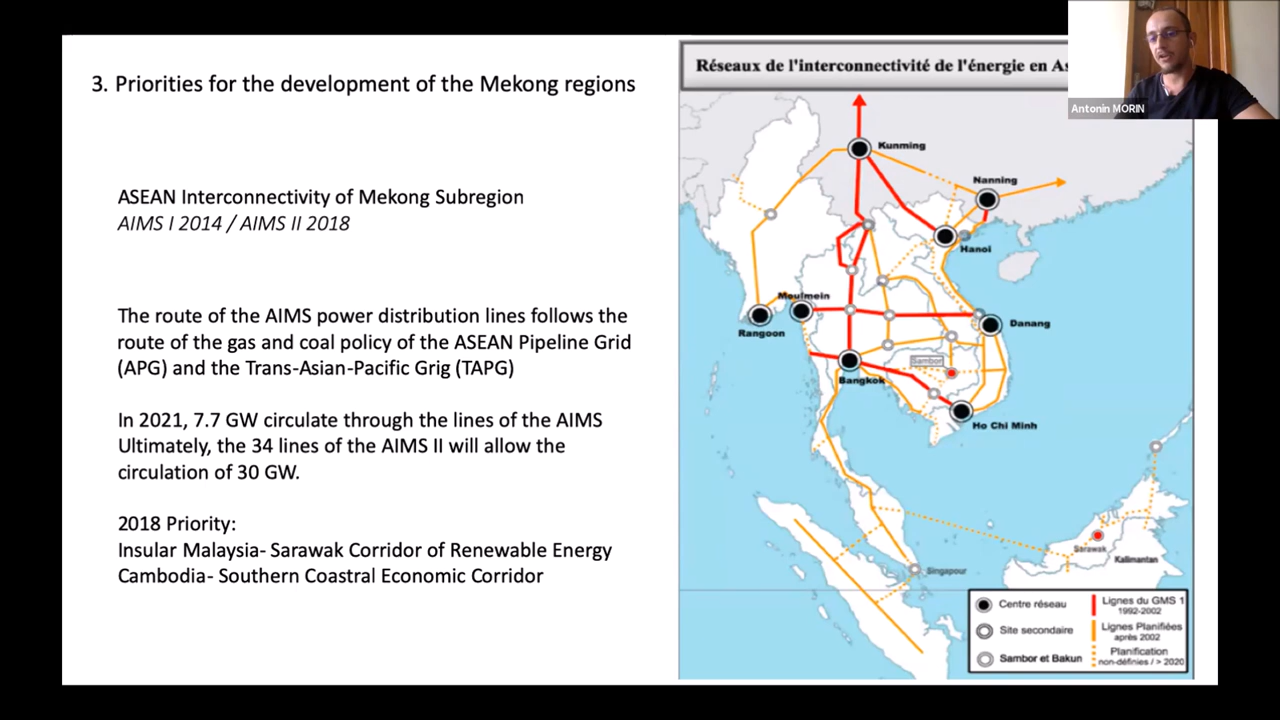 3. Priorities for the development of the Mekong regions
ASEAN Interconnectivity of Mekong Subregion
AIMS I 2014 / AIMS II 2018
The route of the AIMS power distribution lines follows the
route of the gas and coal policy of the ASEAN Pipeline Grid
(APG) and the Trans-Asian-Pacific Grig (TAPG)
In 2021, 7.7 GW circulate through the lines of the AIMS
Ultimately, the 34 lines of the AIMS II will allow the
circulation of 30 GW.
2018 Priority:
Insular Malaysia- Sarawak Corridor of Renewable Energy
Cambodia- Southern Coastral Economic Corridor
Réseaux de l'interconnectivité de l'énergie en
Antonin MORIN
Kunming
Nanning
Hanoi
Moulmein
Rangoon
Danang
Sambor
Bangkok
Ho Chi Minh
Sarawak
Kalimantan
Singapour
Centre réseau
Site secondaire
Sambor et Bakun
Lignes du GMS 1
1992-2002
Lignes Planifiées
après 2002
Planification
non-définies / > 2020